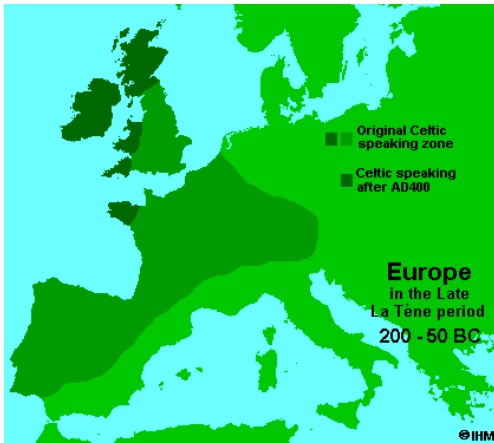 Original Celtic
speaking zone
Celtic speaking
after AD400
Europe
in the Late
La Tène period
200 - 50 BC
©IHM